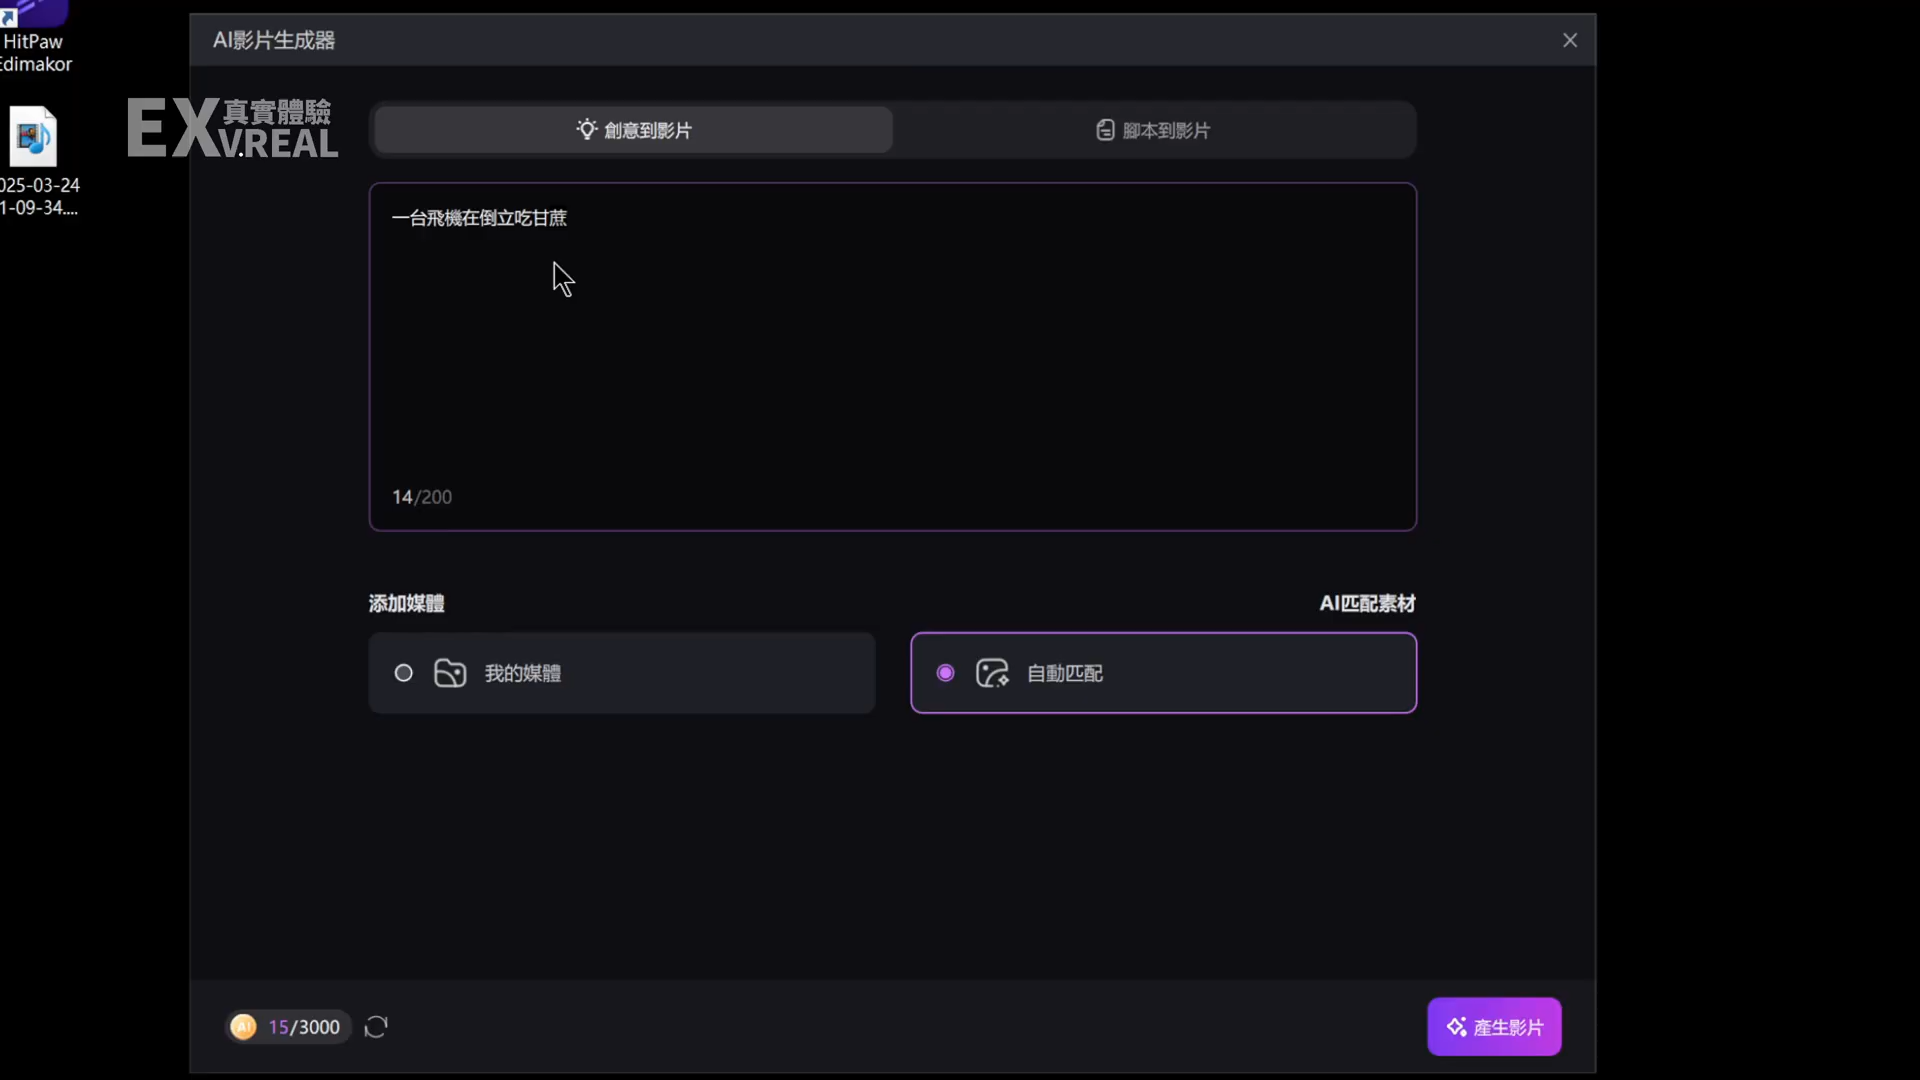 HitPaw
Edimakor
025-03-24
1-09-34....
EX真實體驗
V.REAL
AI影片生成器
創意到影片
腳本到影片
一台飛機在倒立吃甘蔗
14/200
添加媒體
AI匹配素材
我的媒體
自動匹配
AI 15/3000
產生影片